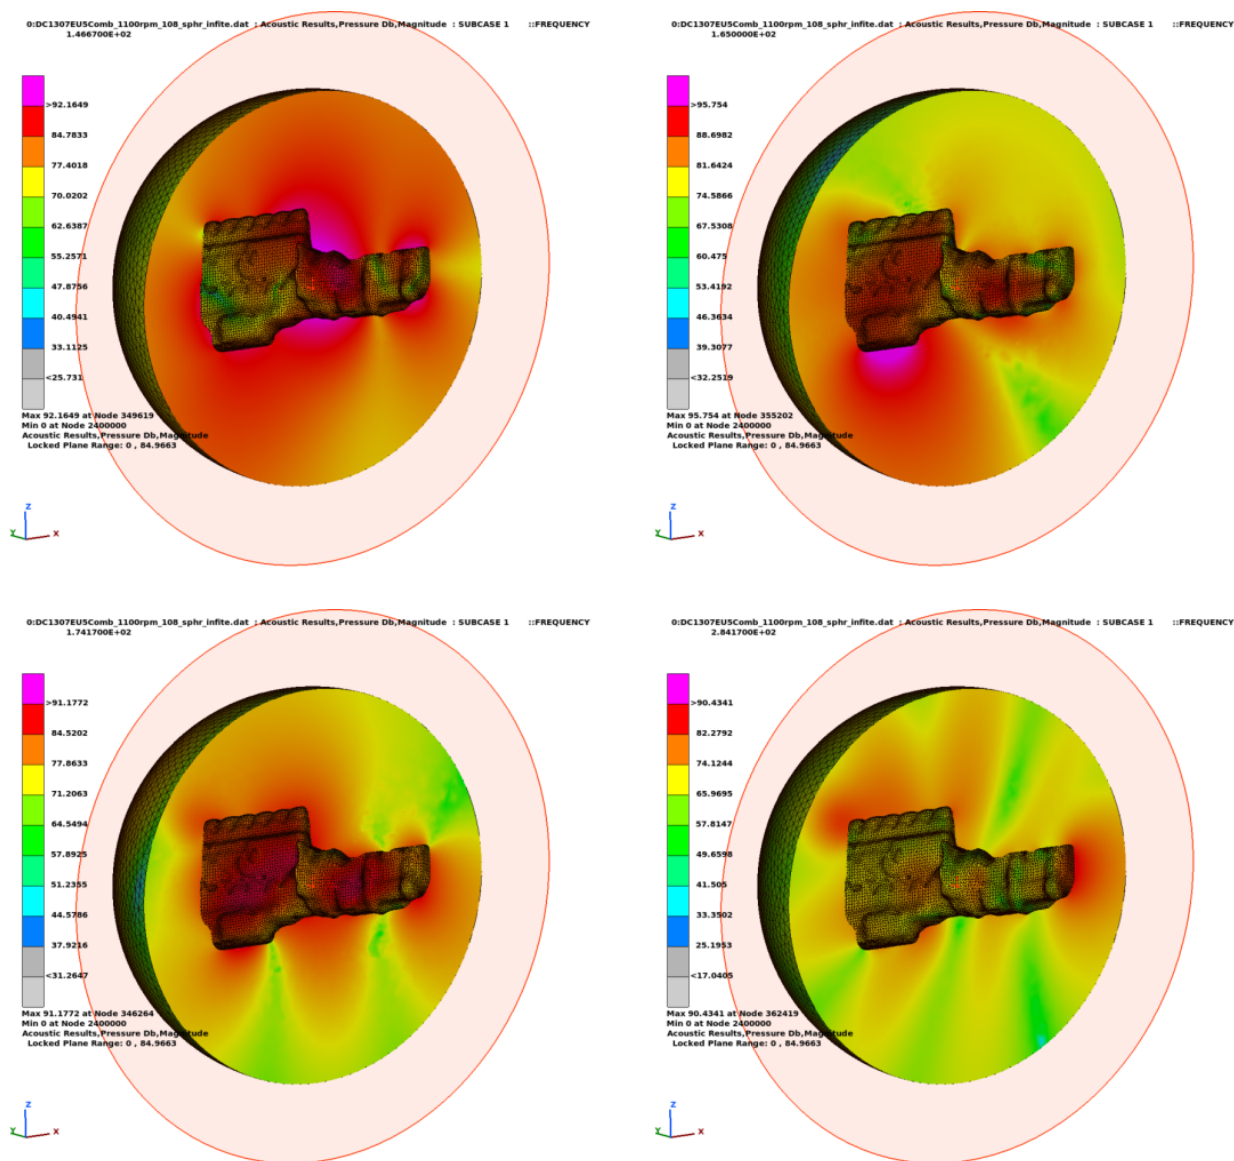 0:DC1307EU5Comb_1100rpm_108_sphr_infite.dat : Acoustic Results,Pressure Db,Magnitude : SUBCASE 1 ::FREQUENCY
1.466700E+02
>92.1649
84.7833
77.4018
70.0202
62.6387
55.2571
47.8756
40.4941
33.1125
<25.731
Max 92.1649 at Node 349619
Min 0 at Node 2400000
Acoustic Results,Pressure Db,Magnitude
Locked Plane Range: 0 , 84.9663
Z
Y
X
0:DC1307EU5Comb_1100rpm_108_sphr_infite.dat : Acoustic Results,Pressure Db,Magnitude : SUBCASE 1 ::FREQUENCY
1.650000E+02
>95.754
88.6982
81.6424
74.5866
67.5308
60.475
53.4192
46.3634
39.3077
<32.2519
Max 95.754 at Node 355202
Min 0 at Node 2400000
Acoustic Results,Pressure Db,Magnitude
Locked Plane Range: 0 , 84.9663
Z
Y
X
0:DC1307EU5Comb_1100rpm_108_sphr_infite.dat : Acoustic Results,Pressure Db,Magnitude : SUBCASE 1 ::FREQUENCY
1.741700E+02
>91.1772
84.5202
77.8633
71.2063
64.5494
57.8925
51.2355
44.5786
37.9216
<31.2647
Max 91.1772 at Node 346264
Min 0 at Node 2400000
Acoustic Results,Pressure Db,Magnitude
Locked Plane Range: 0 , 84.9663
Z
Y
X
0:DC1307EU5Comb_1100rpm_108_sphr_infite.dat : Acoustic Results,Pressure Db,Magnitude : SUBCASE 1 ::FREQUENCY
2.841700E+02
>90.4341
82.2792
74.1244
65.9695
57.8147
49.6598
41.505
33.3502
25.1953
<17.0405
Max 90.4341 at Node 362419
Min 0 at Node 2400000
Acoustic Results,Pressure Db,Magnitude
Locked Plane Range: 0 , 84.9663
Z
Y
X